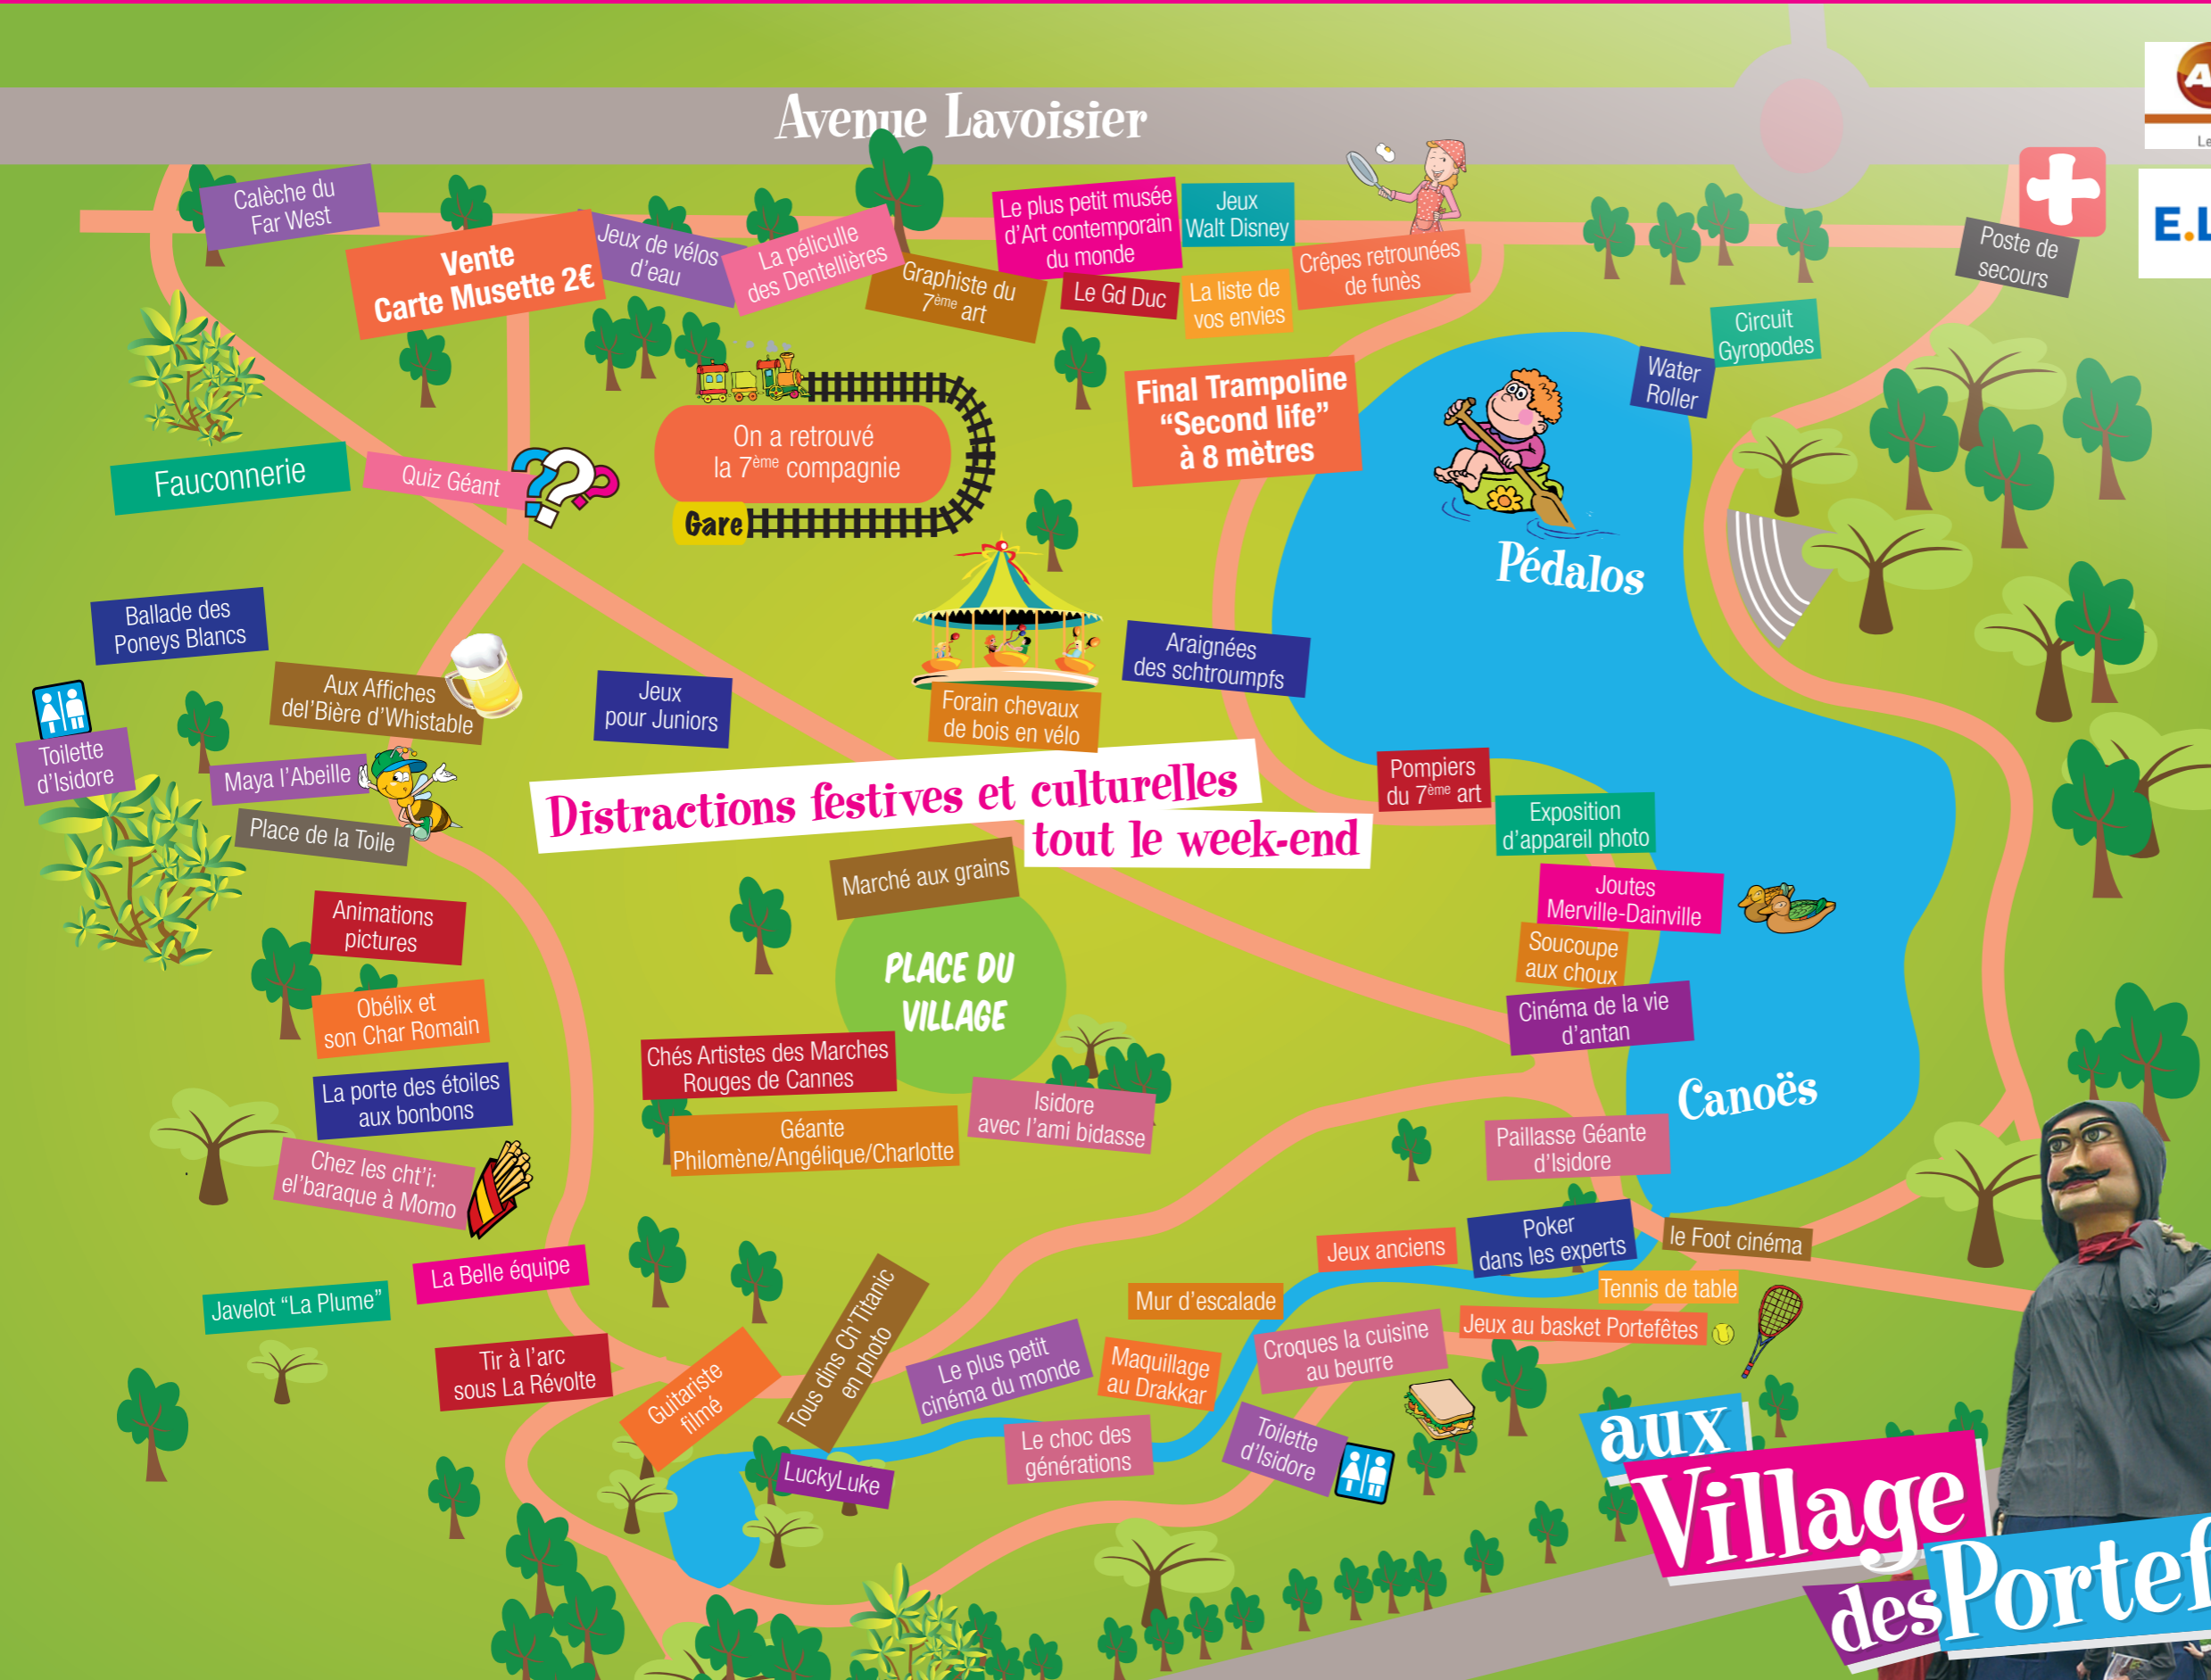 Avenue Lavoisier
Calèche du
Far West
Vente
Carte Musette 2€
Jeux de vélos
d'eau
La péliculle
des Dentellières
Graphiste du
7ème art
Le plus petit musée
d'Art contemporain
du monde
Jeux
Walt Disney
Le Gd Duc
La liste de
vos envies
Crêpes retrounées
de funès
Poste de
secours
E.L
Circuit
Gyropodes
Water
Roller
Final Trampoline
“Second life”
à 8 mètres
On a retrouvé
la 7ème compagnie
Gare
Fauconnerie
Quiz Géant
Pédalos
Ballade des
Poneys Blancs
Aux Affiches
del'Bière d'Whistable
Jeux
pour Juniors
Forain chevaux
de bois en vélo
Araignées
des schtroumpfs
Toilette
d'Isidore
Maya l'Abeille
Place de la Toile
Distractions festives et culturelles
tout le week-end
Pompiers
du 7ème art
Exposition
d'appareil photo
Joutes
Merville-Dainville
Soucoupe
aux choux
Cinéma de la vie
d'antan
Marché aux grains
PLACE DU
VILLAGE
Animations
pictures
Obélix et
son Char Romain
La porte des étoiles
aux bonbons
Chez les cht'i:
el'baraque à Momo
Chés Artistes des Marches
Rouges de Cannes
Géante
Philomène/Angélique/Charlotte
Isidore
avec l'ami bidasse
Canoës
Paillasse Géante
d'Isidore
Poker
dans les experts
le Foot cinéma
Jeux anciens
Tennis de table
Jeux au basket Portefêtes
Mur d'escalade
Croques la cuisine
au beurre
Maquillage
au Drakkar
Le plus petit
cinéma du monde
La Belle équipe
Javelot “La Plume”
Tir à l'arc
sous La Révolte
Guitariste
filmé
Tous dins Ch'Titanic
en photo
LuckyLuke
Le choc des
générations
Toilette
d'Isidore
aux
Village
des Portef